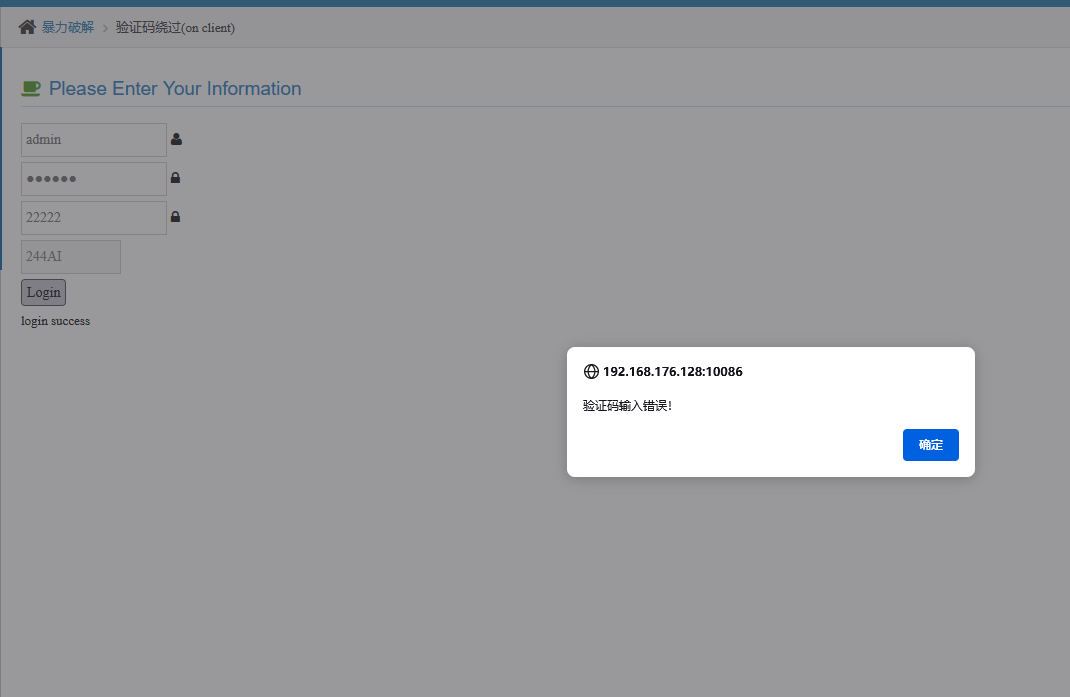 暴力破解 > 验证码绕过(on client)
Please Enter Your Information
admin
●●●●●●
22222
244AI
Login
login success
192.168.176.128:10086
验证码输入错误!
确定